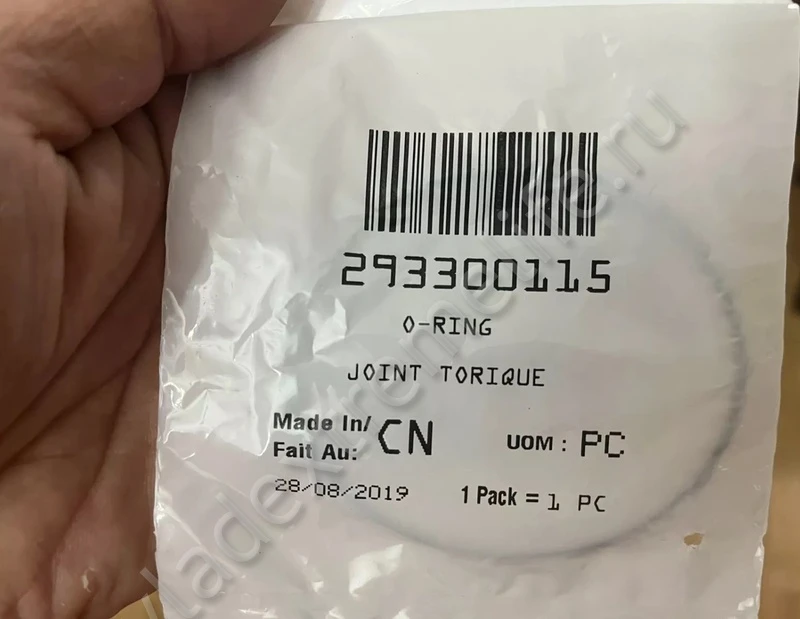 293300115
O-RING
JOINT TORIQUE
Made In/
Fait Au: CN
UOM : PC
28/08/2019
1 Pack = 1 PC